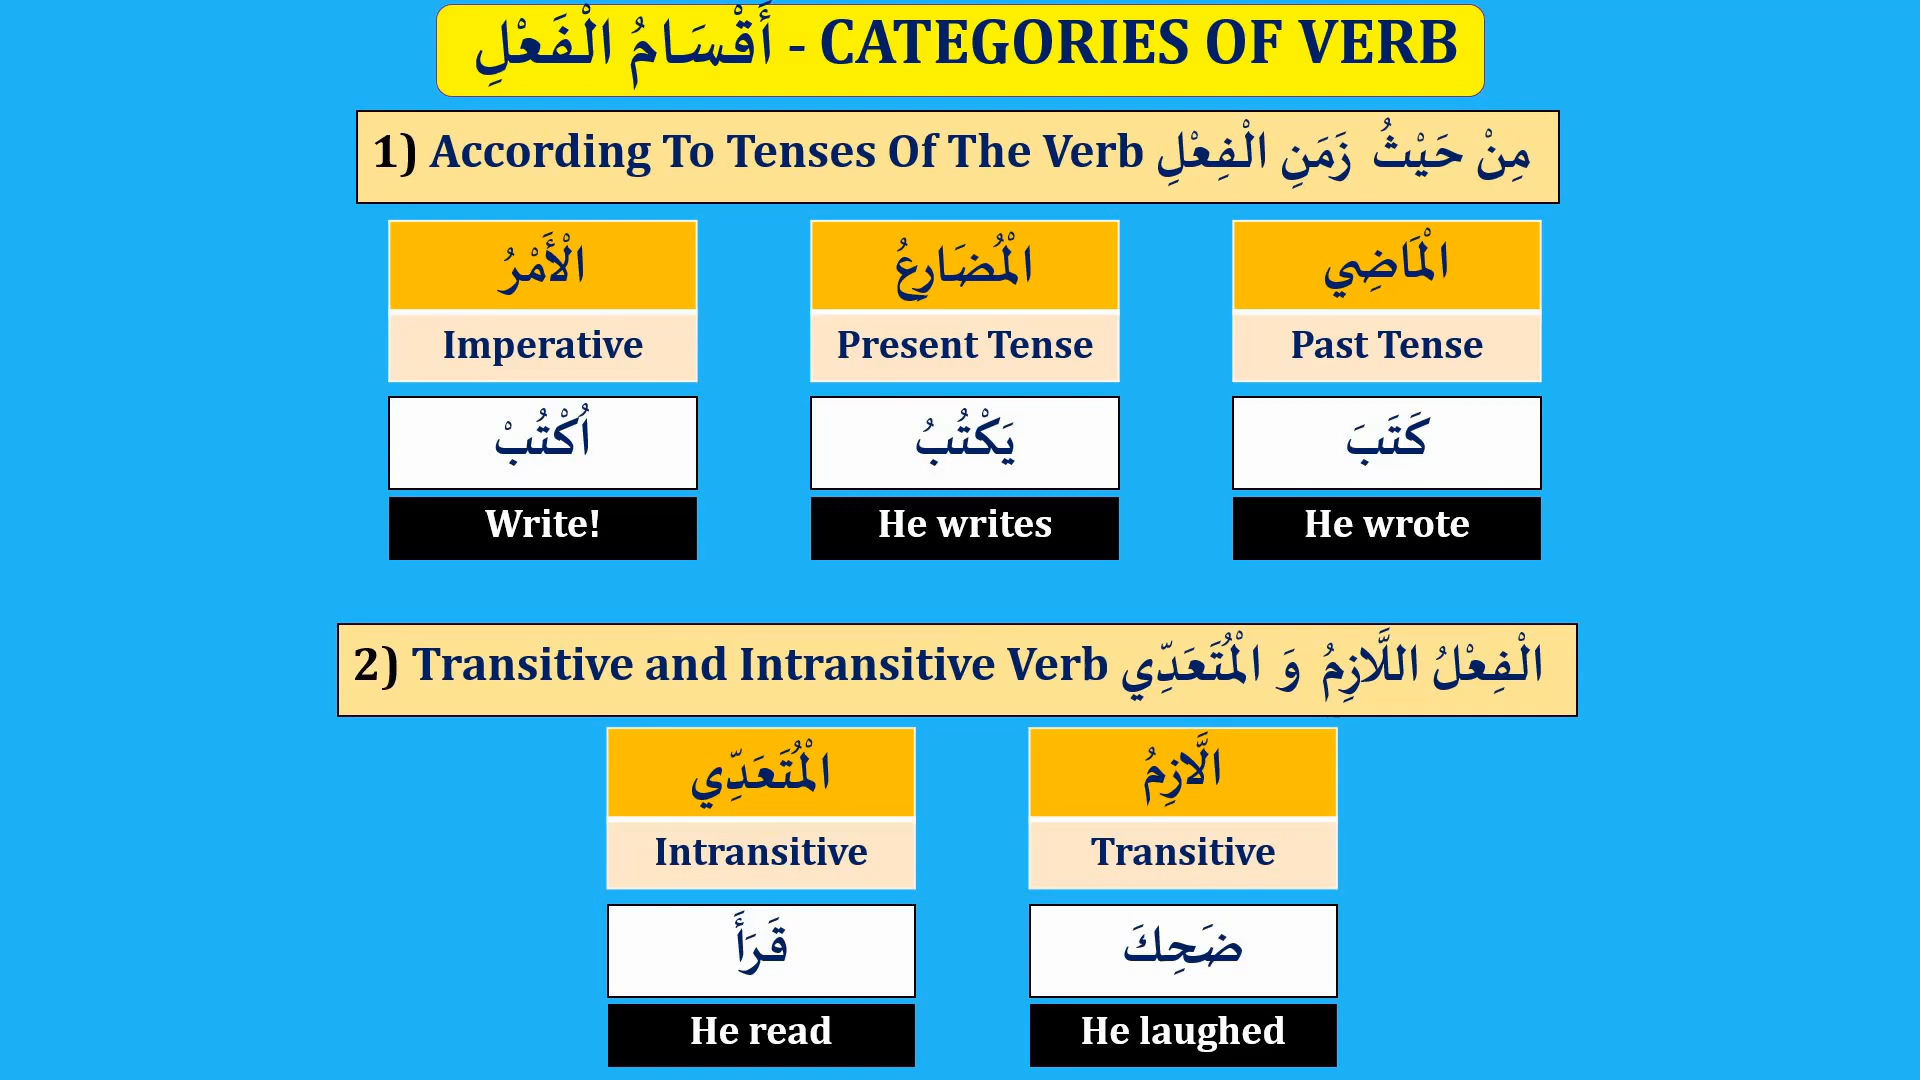 أَقْسَامُ الْفَعْلِ - CATEGORIES OF VERB
1) According To Tenses Of The Verb مِنْ حَيْثُ زَمَنِ الْفِعْلِ
الْأَمْرُ
الْمُضَارِعُ
الْمَاضِي
Imperative
Present Tense
Past Tense
اُكْتُبْ
يَكْتُبُ
كَتَبَ
Write!
He writes
He wrote
2) Transitive and Intransitive Verb الْفِعْلُ اللَّازِمُ وَ الْمُتَعَدِّي
الْمُتَعَدِّي
الَّازِمُ
Intransitive
Transitive
قَرَأَ
ضَحِكَ
He read
He laughed